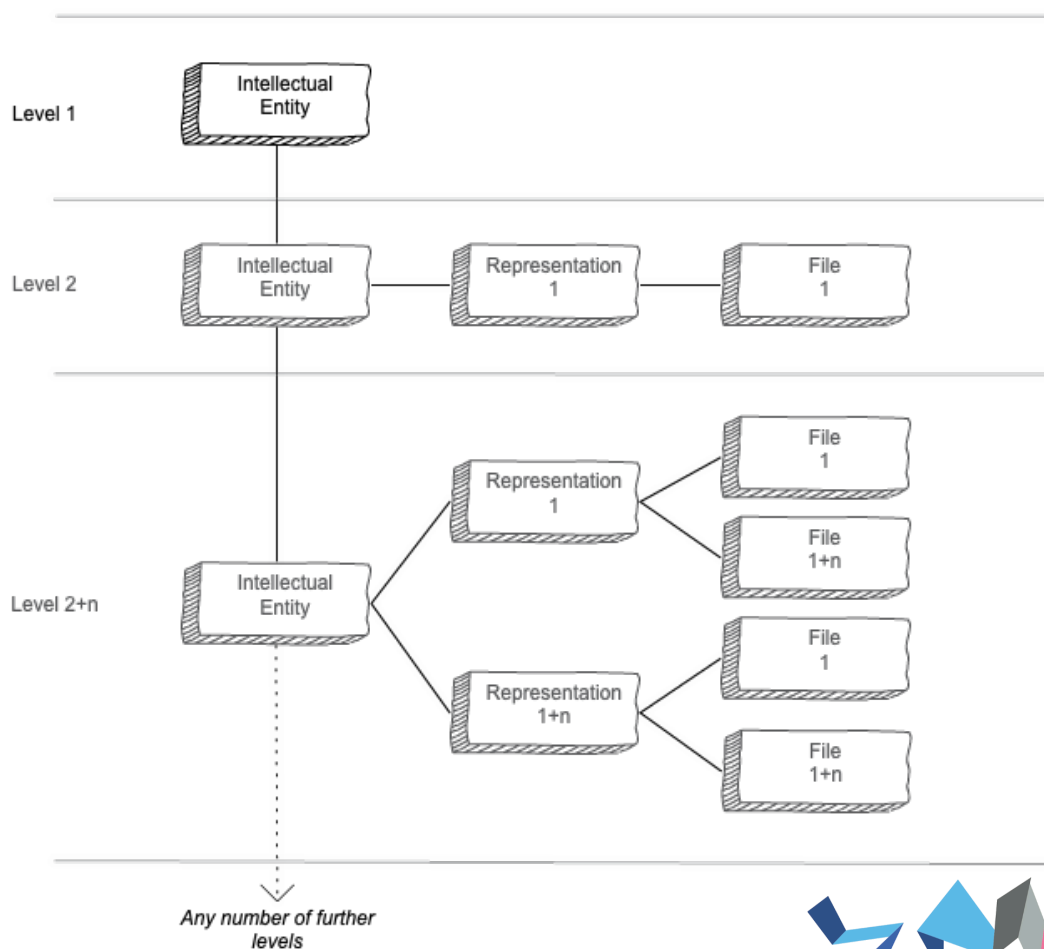 Level 1
Intellectual
Entity
Level 2
Intellectual
Entity
Representation
1
File
1
Level 2+n
Intellectual
Entity
Representation
1
File
1
File
1+n
Representation
1+n
File
1
File
1+n
Any number of further
levels